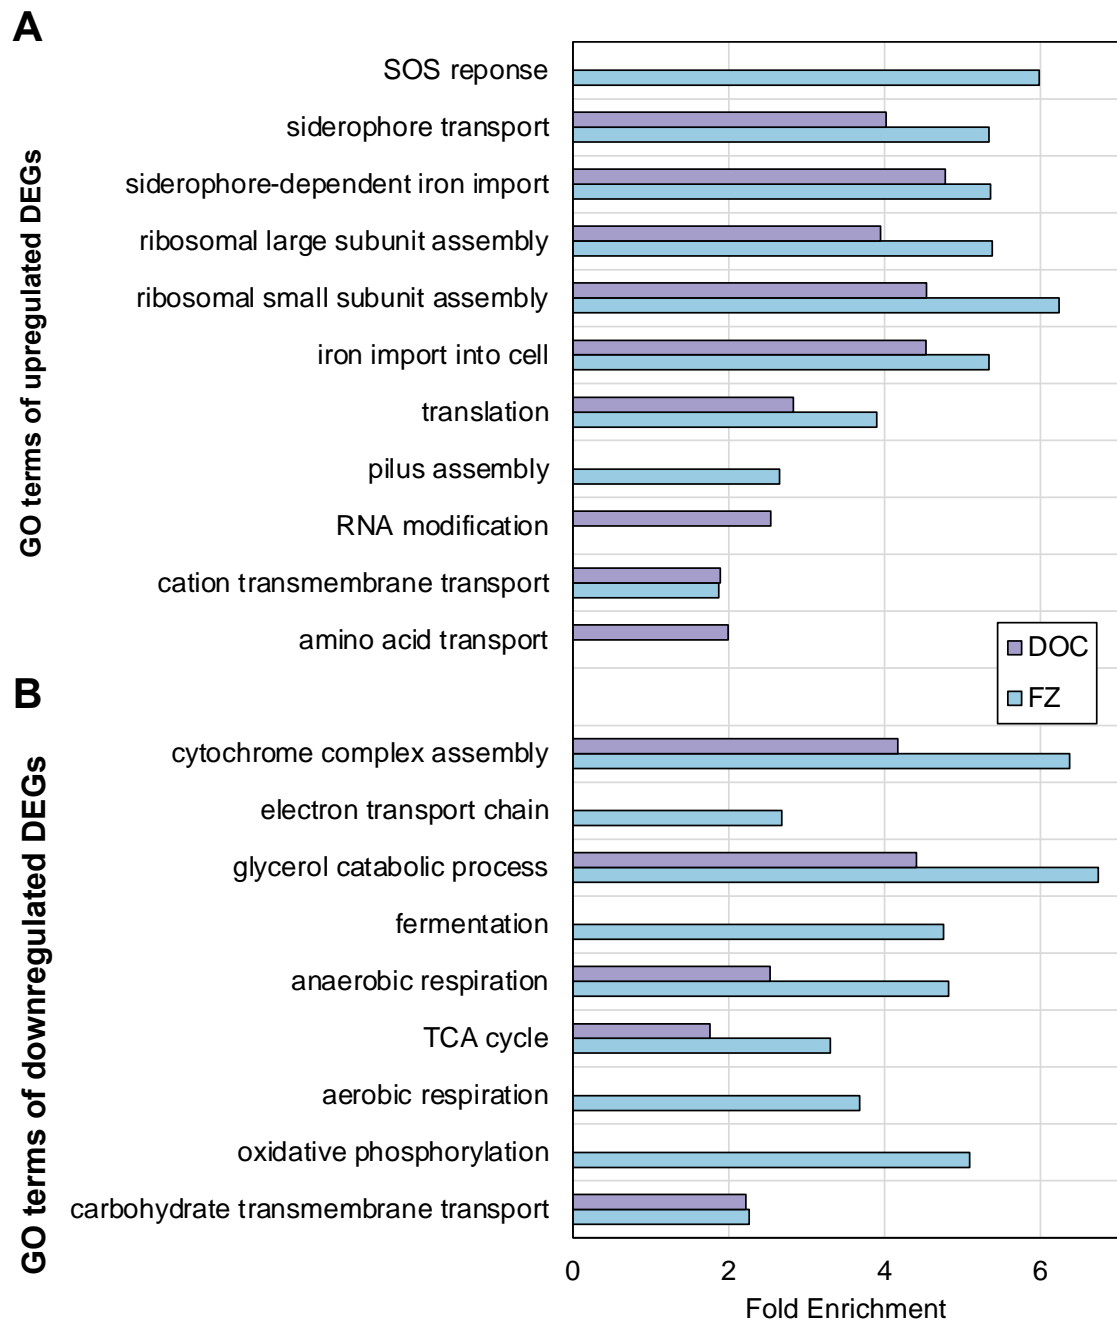 A
GO terms of upregulated DEGs
SOS reponse
siderophore transport
siderophore-dependent iron import
ribosomal large subunit assembly
ribosomal small subunit assembly
iron import into cell
translation
pilus assembly
RNA modification
cation transmembrane transport
amino acid transport
DOC
FZ
B
GO terms of downregulated DEGs
cytochrome complex assembly
electron transport chain
glycerol catabolic process
fermentation
anaerobic respiration
TCA cycle
aerobic respiration
oxidative phosphorylation
carbohydrate transmembrane transport
0 2 4 6
Fold Enrichment